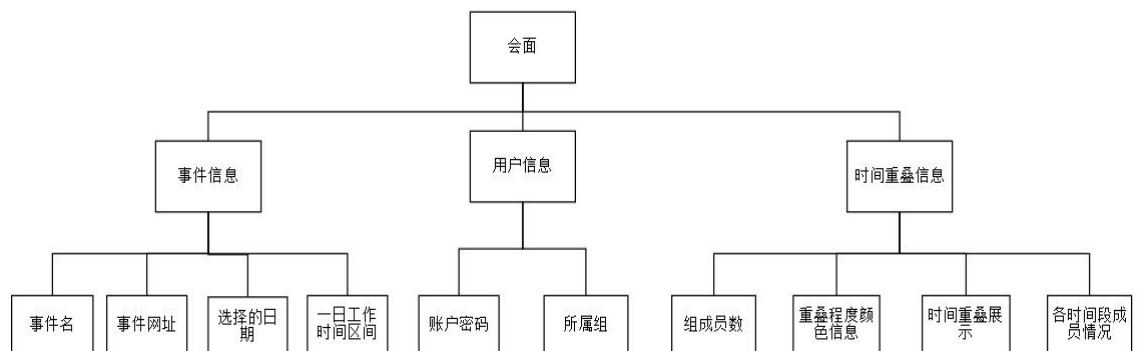 会面
事件信息
用户信息
时间重叠信息
事件名
事件网址
选择的日
期
一日工作
时间区间
账户密码
所属组
组成员数
重叠程度颜
色信息
时间重叠展
示
各时间段成
员情况